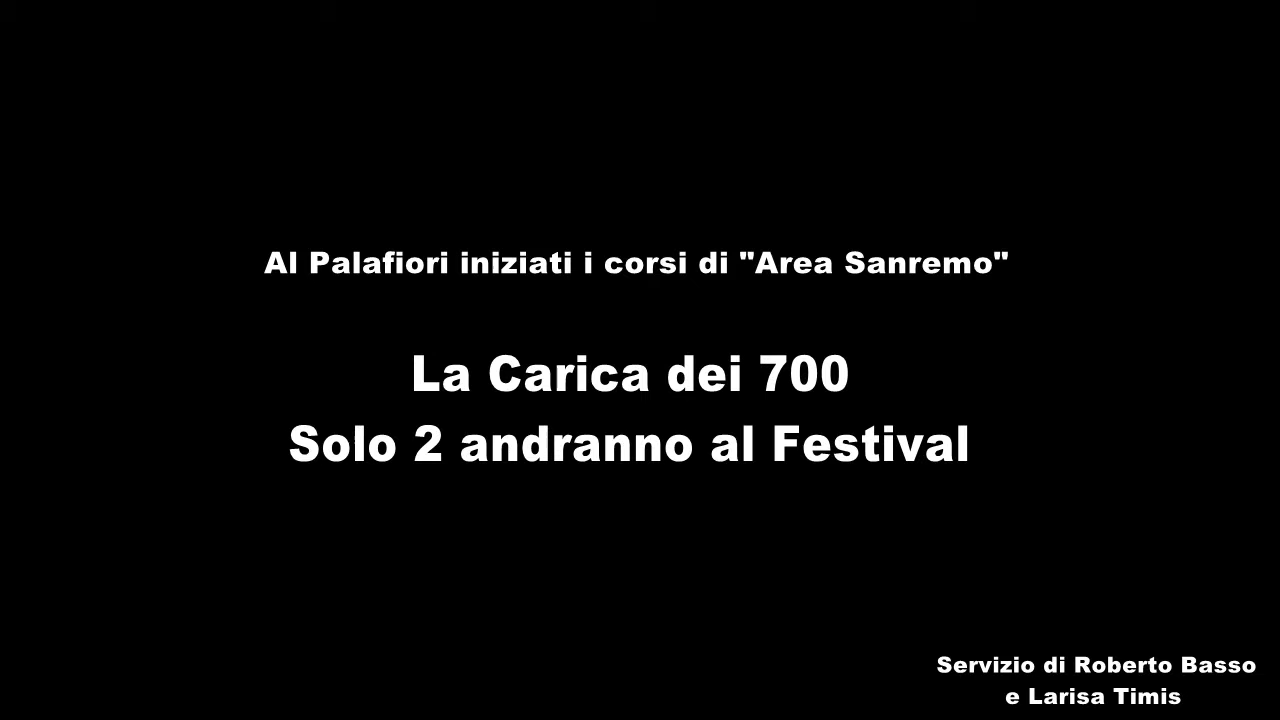 Al Palafiori iniziati i corsi di "Area Sanremo"
La Carica dei 700
Solo 2 andranno al Festival
Servizio di Roberto Basso
e Larisa Timis